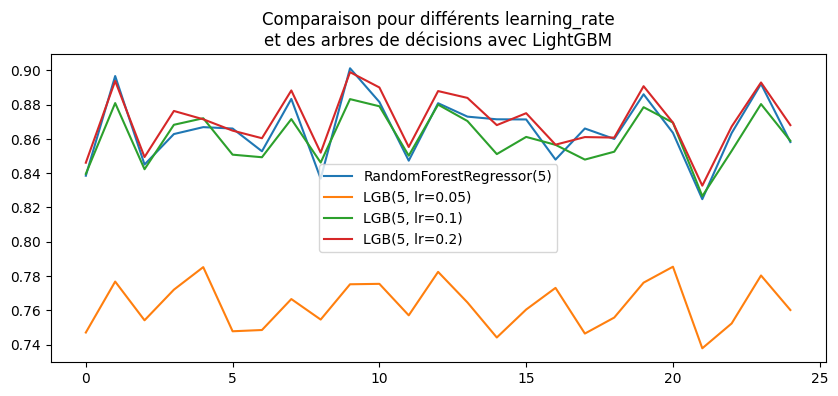 Comparaison pour différents learning_rate
et des arbres de décisions avec LightGBM
0.90
0.88
0.86
0.84
0.82
0.80
0.78
0.76
0.74
RandomForestRegressor(5)
LGB(5, lr=0.05)
LGB(5, lr=0.1)
LGB(5, lr=0.2)
0
5
10
15
20
25